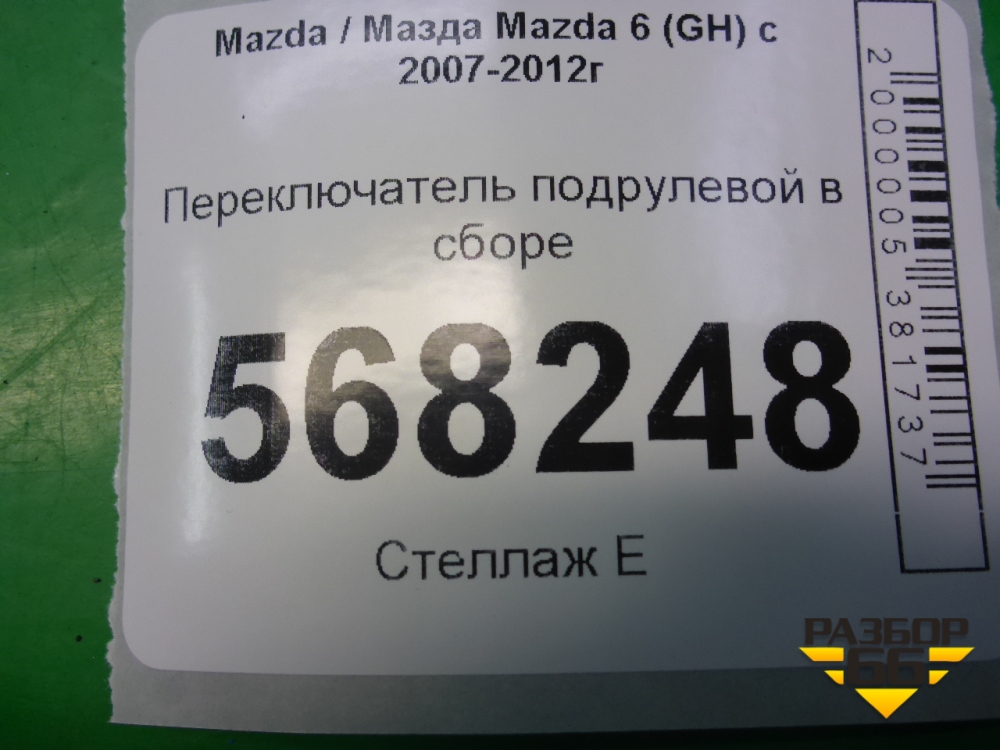 Mazda / Мазда Mazda 6 (GH) с
2007-2012г
Переключатель подрулевой в
сборе
568248
Стеллаж Е
2000005381737
РАЗБОР
66